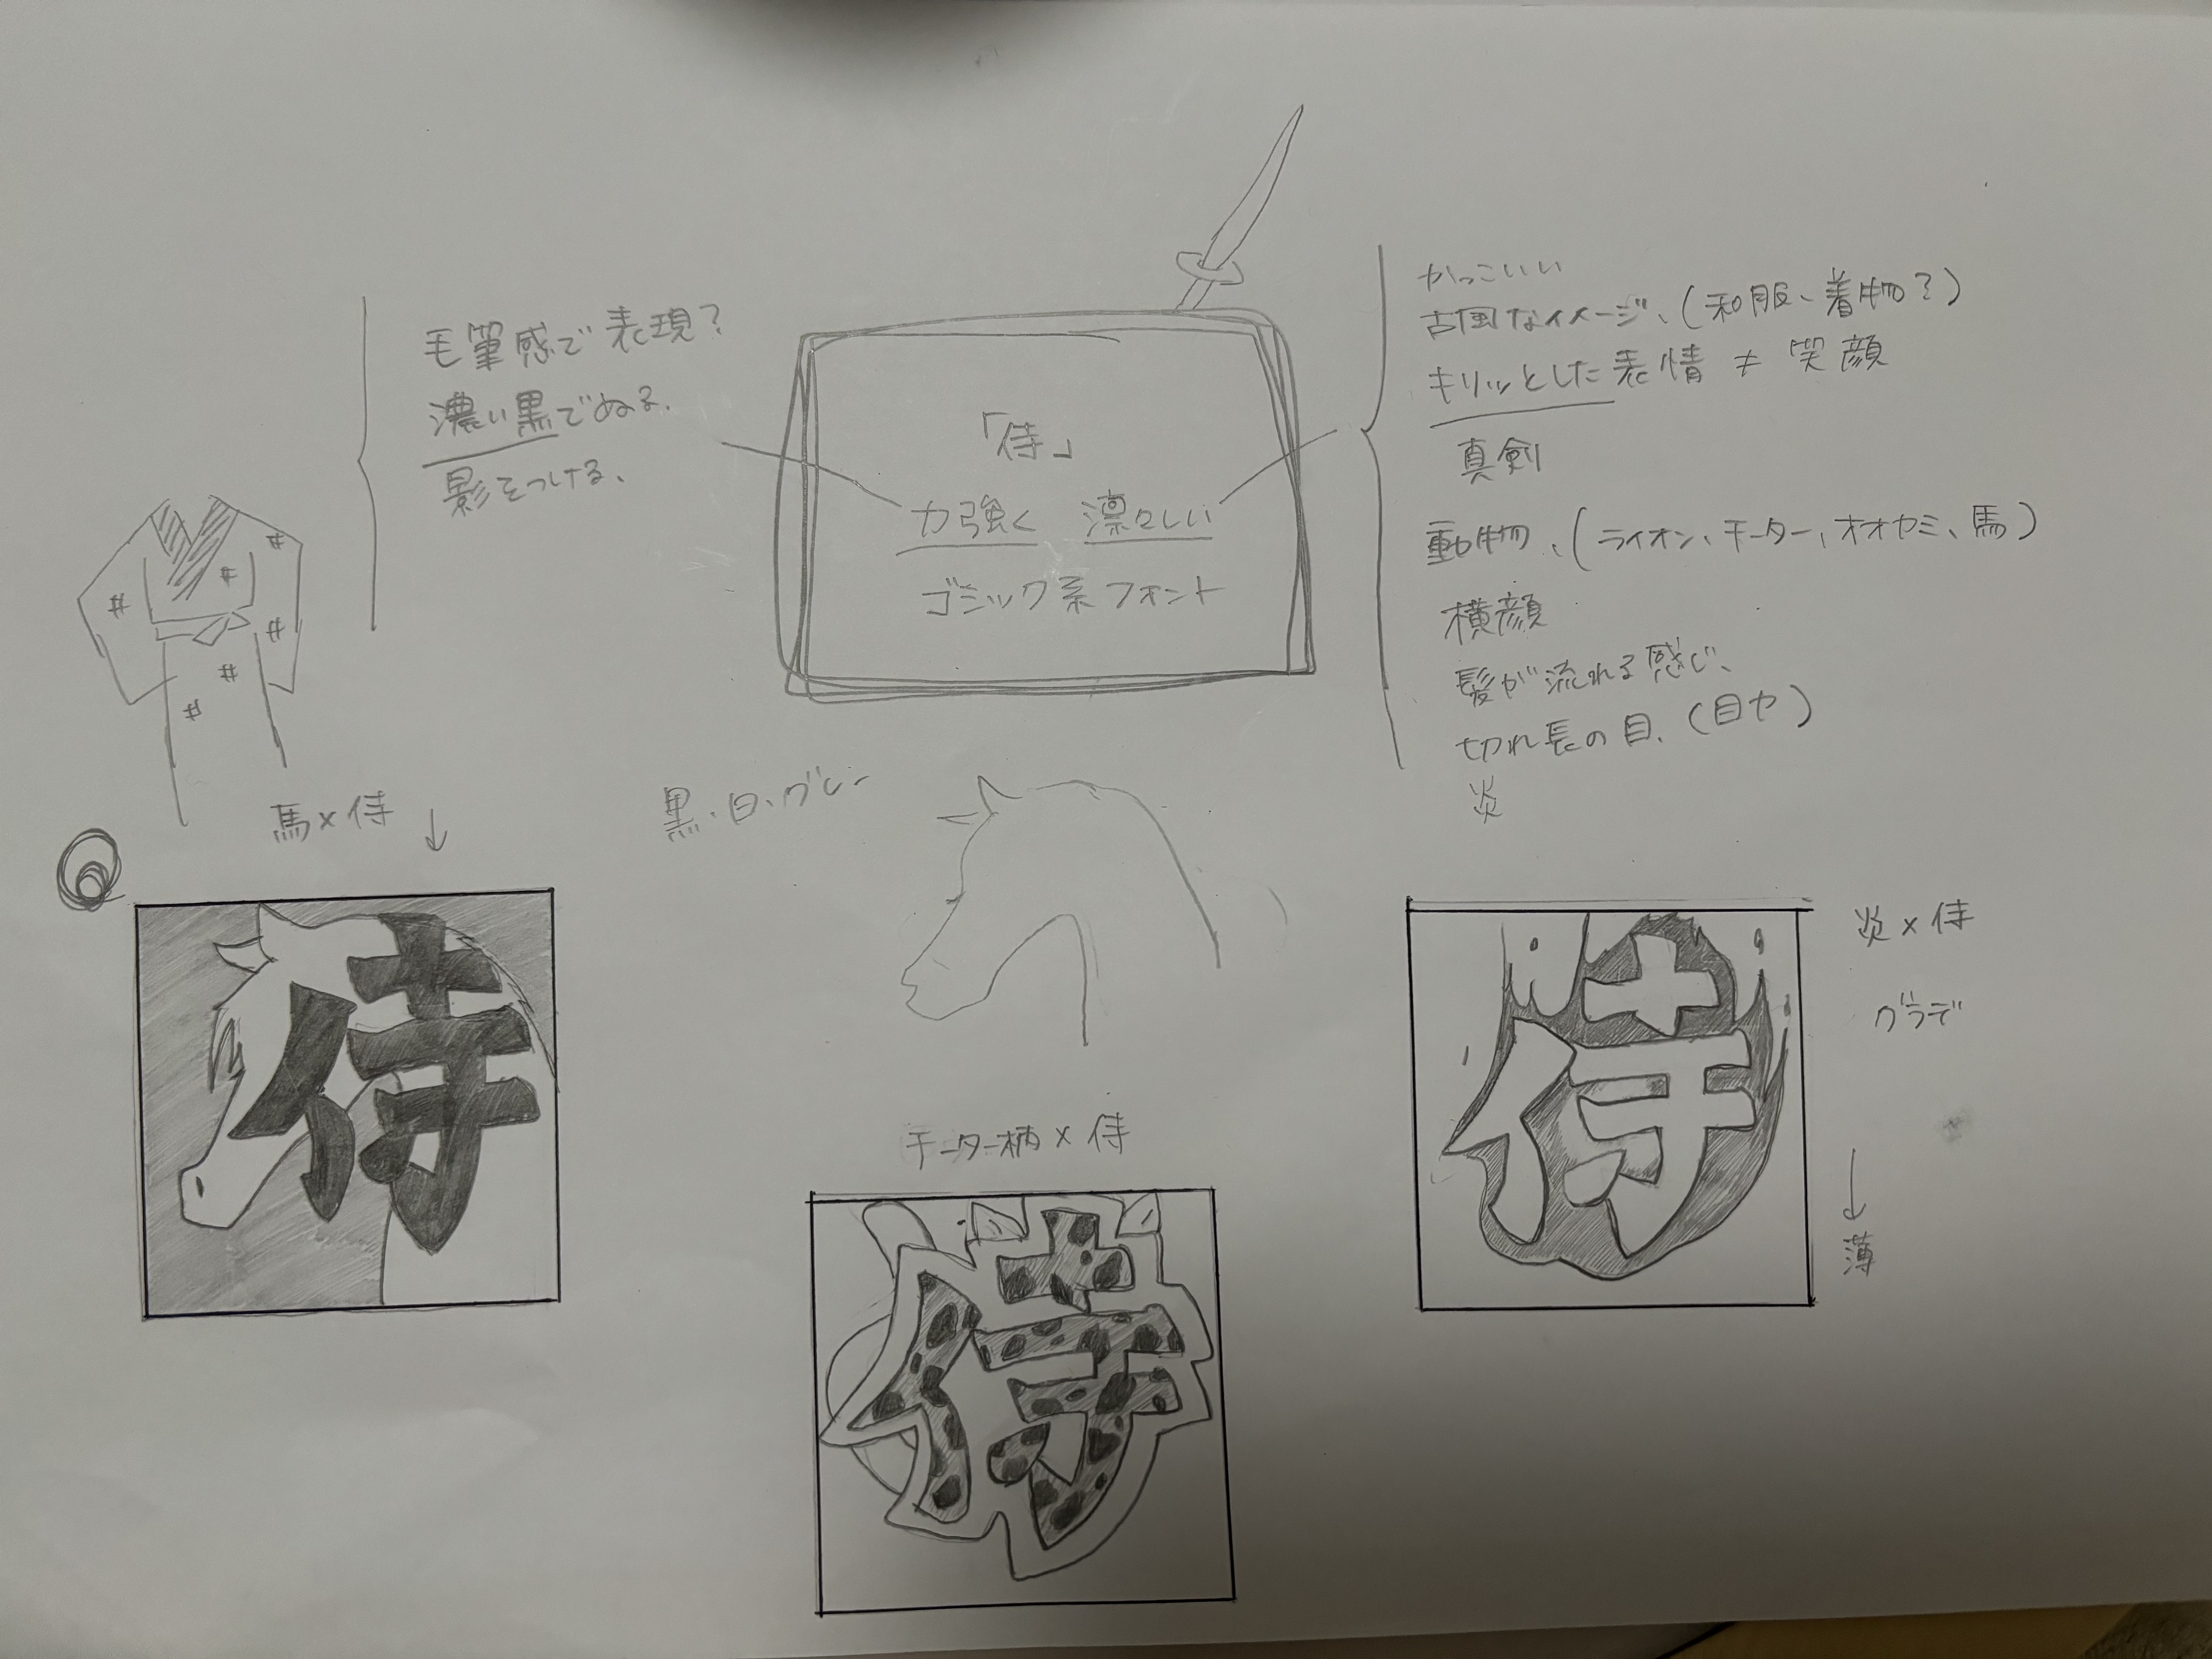 「侍」
力強く 凛々しい
ゴシック系フォント
毛筆感で表現?
濃い黒でぬる、
影をつける、
かっこいい
古風なイメージ、(和服、着物?)
キリッとした表情 ≠ 笑顔
真剣
動物、(ライオン、チーター、オオカミ、馬)
横顔
髪が流れる感じ、
切れ長の目、(目力)
炎
馬×侍
↓
黒、白、グレー
侍
チーター柄×侍
侍
炎×侍
グラデ
↓
薄
侍